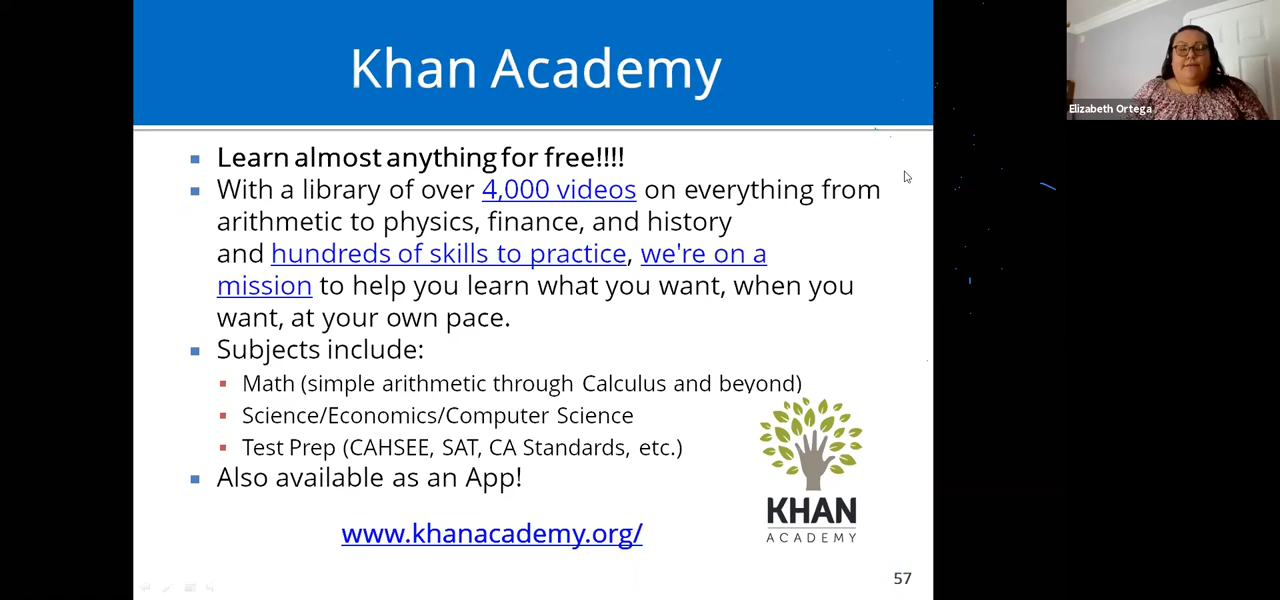 Khan Academy
Learn almost anything for free!!!!
With a library of over 4,000 videos on everything from
arithmetic to physics, finance, and history
and hundreds of skills to practice, we're on a
mission to help you learn what you want, when you
want, at your own pace.
Subjects include:
Math (simple arithmetic through Calculus and beyond)
Science/Economics/Computer Science
Test Prep (CAHSEE, SAT, CA Standards, etc.)
Also available as an App!
www.khanacademy.org/
KHAN
ACADEMY
57
Elizabeth Ortega